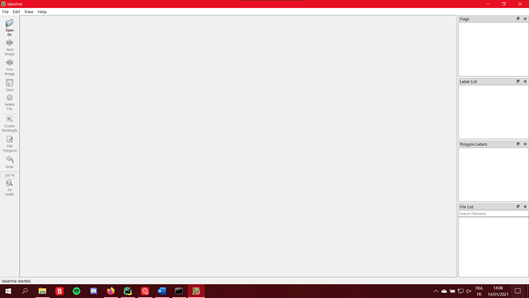 labelme
File Edit View Help
Open
Dir
Next
Image
Prev
Image
Save
Delete
File
Create
Rectangle
Edit
Polygons
Undo
100 %
Fit
Width
Flags
Label List
Polygon Labels
File List
Search Filename
labelme started.
FRA
FR
14:08
14/01/2021